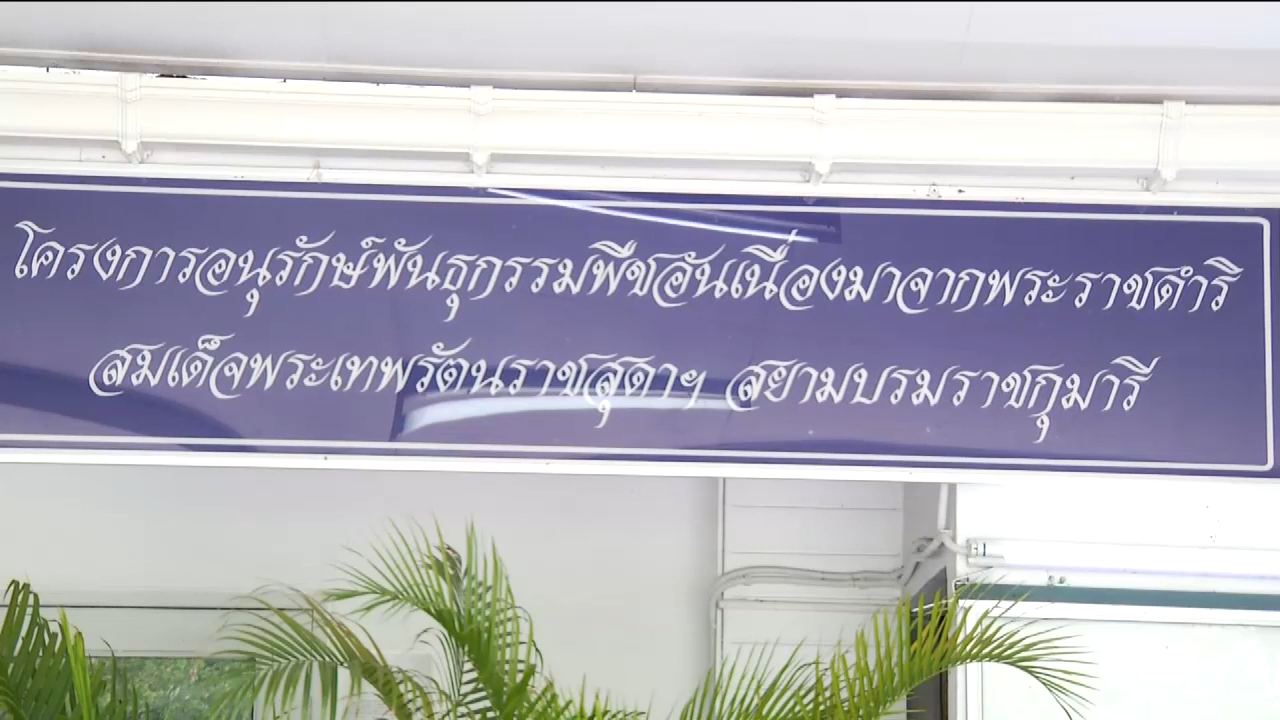 โครงการอนุรักษ์พันธุกรรมพืชอันเนื่องมาจากพระราชดำริ
สมเด็จพระเทพรัตนราชสุดาฯ สยามบรมราชกุมารี